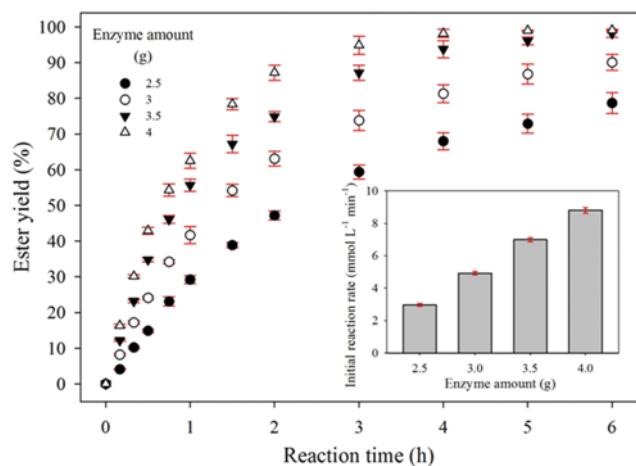 Enzyme amount
(g)
2.5
3
3.5
4
Ester yield (%)
100
90
80
70
60
50
40
30
20
10
0
0 1 2 3 4 5 6
Reaction time (h)
Initial reaction rate (mmol L⁻¹ min⁻¹)
10
8
6
4
2
0
2.5 3.0 3.5 4.0
Enzyme amount (g)